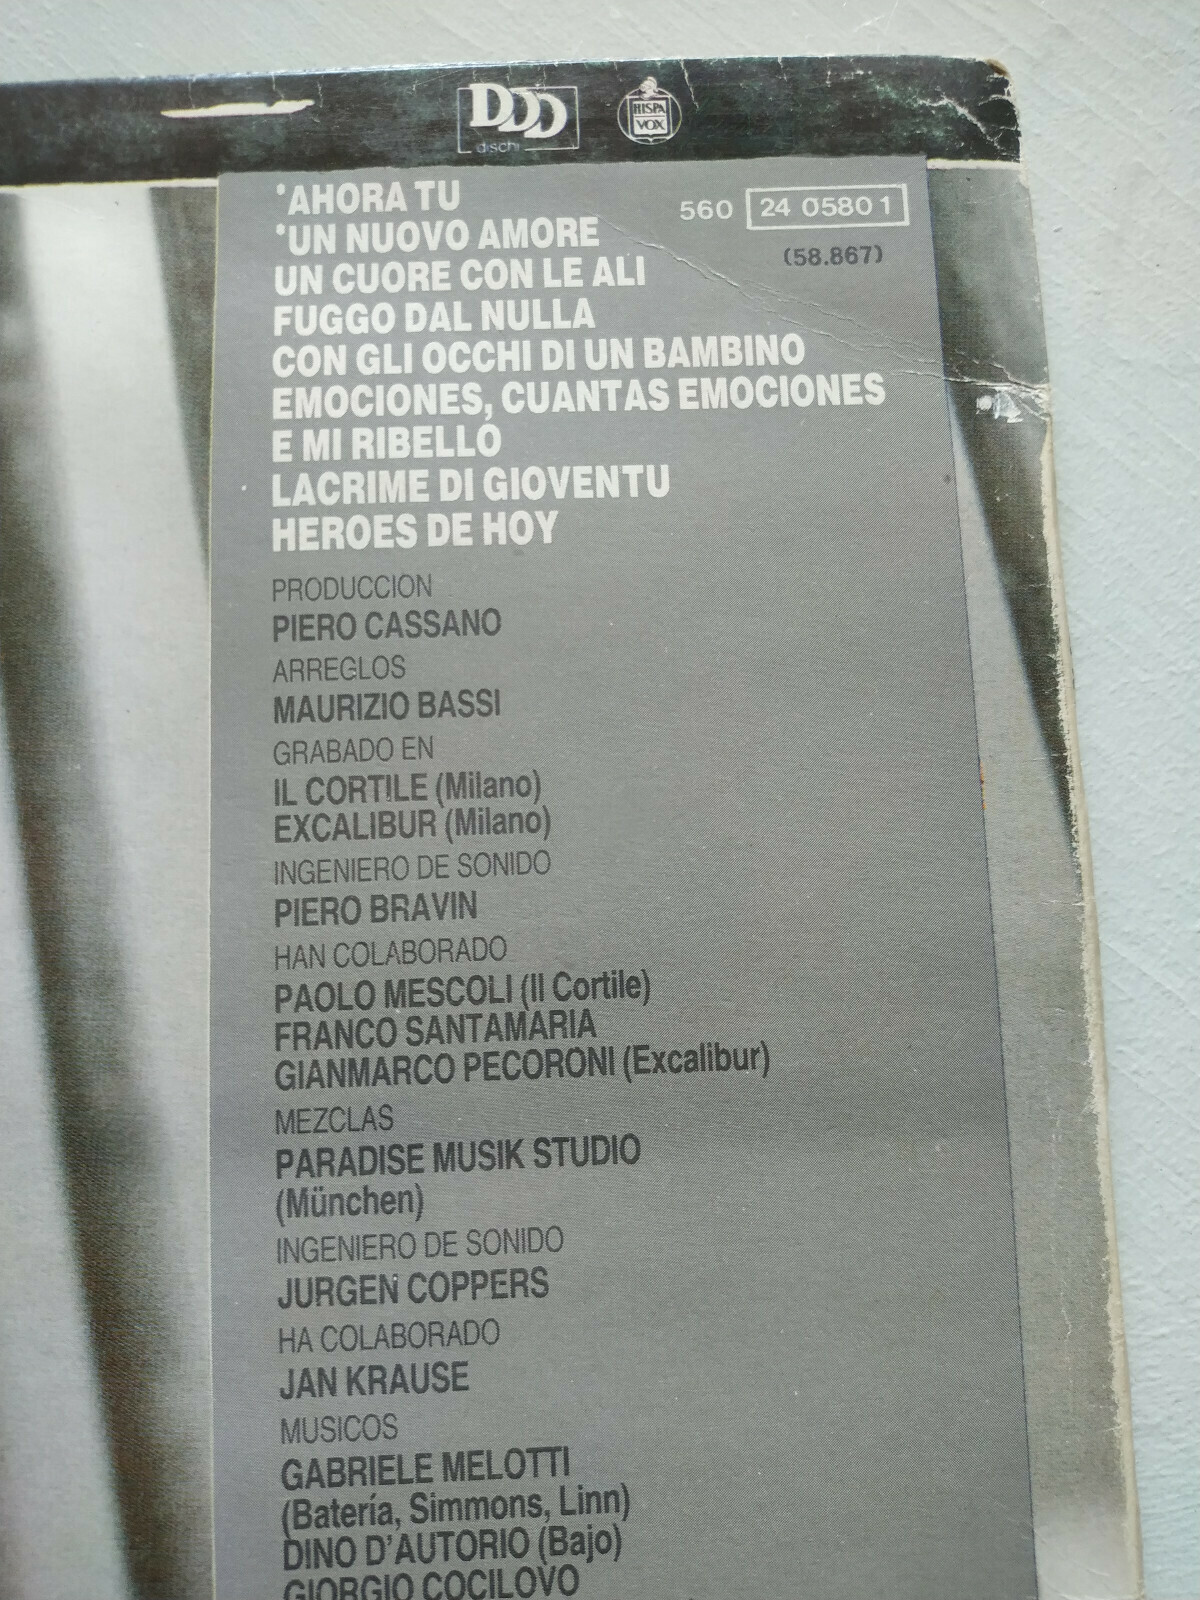 DDD
dischi
HISPA
VOX
560 24 0580 1
(58.867)
*AHORA TU
*UN NUOVO AMORE
UN CUORE CON LE ALI
FUGGO DAL NULLA
CON GLI OCCHI DI UN BAMBINO
EMOCIONES, CUANTAS EMOCIONES
E MI RIBELLO
LACRIME DI GIOVENTU
HEROES DE HOY
PRODUCCION
PIERO CASSANO
ARREGLOS
MAURIZIO BASSI
GRABADO EN
IL CORTILE (Milano)
EXCALIBUR (Milano)
INGENIERO DE SONIDO
PIERO BRAVIN
HAN COLABORADO
PAOLO MESCOLI (Il Cortile)
FRANCO SANTAMARIA
GIANMARCO PECORONI (Excalibur)
MEZCLAS
PARADISE MUSIK STUDIO
(München)
INGENIERO DE SONIDO
JURGEN COPPERS
HA COLABORADO
JAN KRAUSE
MUSICOS
GABRIELE MELOTTI
(Batería, Simmons, Linn)
DINO D'AUTORIO (Bajo)
GIORGIO COCILOVO